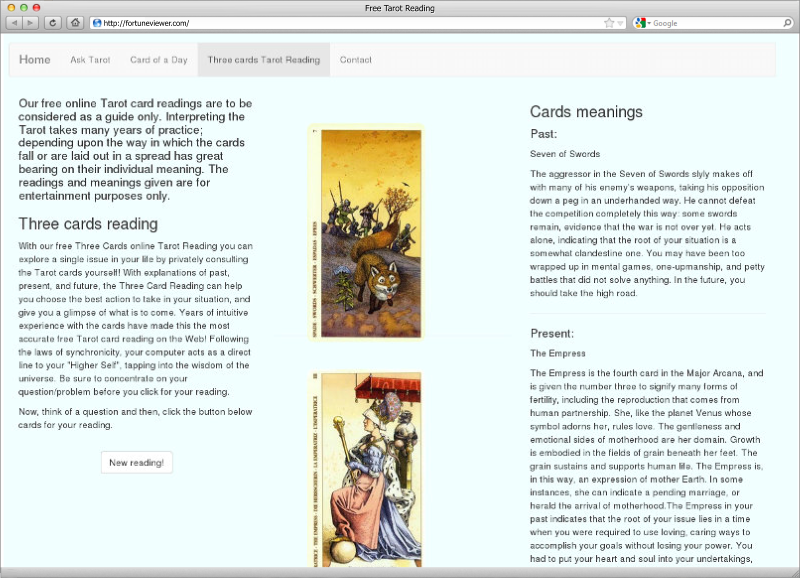 Free Tarot Reading
http://fortuneviewer.com/
Google
Home
Ask Tarot
Card of a Day
Three cards Tarot Reading
Contact
Our free online Tarot card readings are to be
considered as a guide only. Interpreting the
Tarot takes many years of practice;
depending upon the way in which the cards
fall or are laid out in a spread has great
bearing on their individual meaning. The
readings and meanings given are for
entertainment purposes only.
Three cards reading
With our free Three Cards online Tarot Reading you can
explore a single issue in your life by privately consulting
the Tarot cards yourself! With explanations of past,
present, and future, the Three Card Reading can help
you choose the best action to take in your situation, and
give you a glimpse of what is to come. Years of intuitive
experience with the cards have made this the most
accurate free Tarot card reading on the Web! Following
the laws of synchronicity, your computer acts as a direct
line to your "Higher Self", tapping into the wisdom of the
universe. Be sure to concentrate on your
question/problem before you click for your reading.
Now, think of a question and then, click the button below
cards for your reading.
New reading!
7
SPADE - SWORDS - SCHWERTER - ESPADAS - EPEES
III
THE EMPRESS - DIE HERRSCHERIN - LA EMPERATRIZ - L'IMPERATRICE
Cards meanings
Past:
Seven of Swords
The aggressor in the Seven of Swords slyly makes off
with many of his enemy's weapons, taking his opposition
down a peg in an underhanded way. He cannot defeat
the competition completely this way: some swords
remain, evidence that the war is not over yet. He acts
alone, indicating that the root of your situation is a
somewhat clandestine one. You may have been too
wrapped up in mental games, one-upmanship, and petty
battles that did not solve anything. In the future, you
should take the high road.
Present:
The Empress
The Empress is the fourth card in the Major Arcana, and
is given the number three to signify many forms of
fertility, including the reproduction that comes from
human partnership. She, like the planet Venus whose
symbol adorns her, rules love. The gentleness and
emotional sides of motherhood are her domain. Growth
is embodied in the fields of grain beneath her feet. The
grain sustains and supports human life. The Empress is,
in this way, an expression of mother Earth. In some
instances, she can indicate a pending marriage, or
herald the arrival of motherhood.The Empress in your
past indicates that the root of your issue lies in a time
when you were required to use loving, caring ways to
accomplish your goals without losing your power. You
had to put your heart and soul into your undertakings,